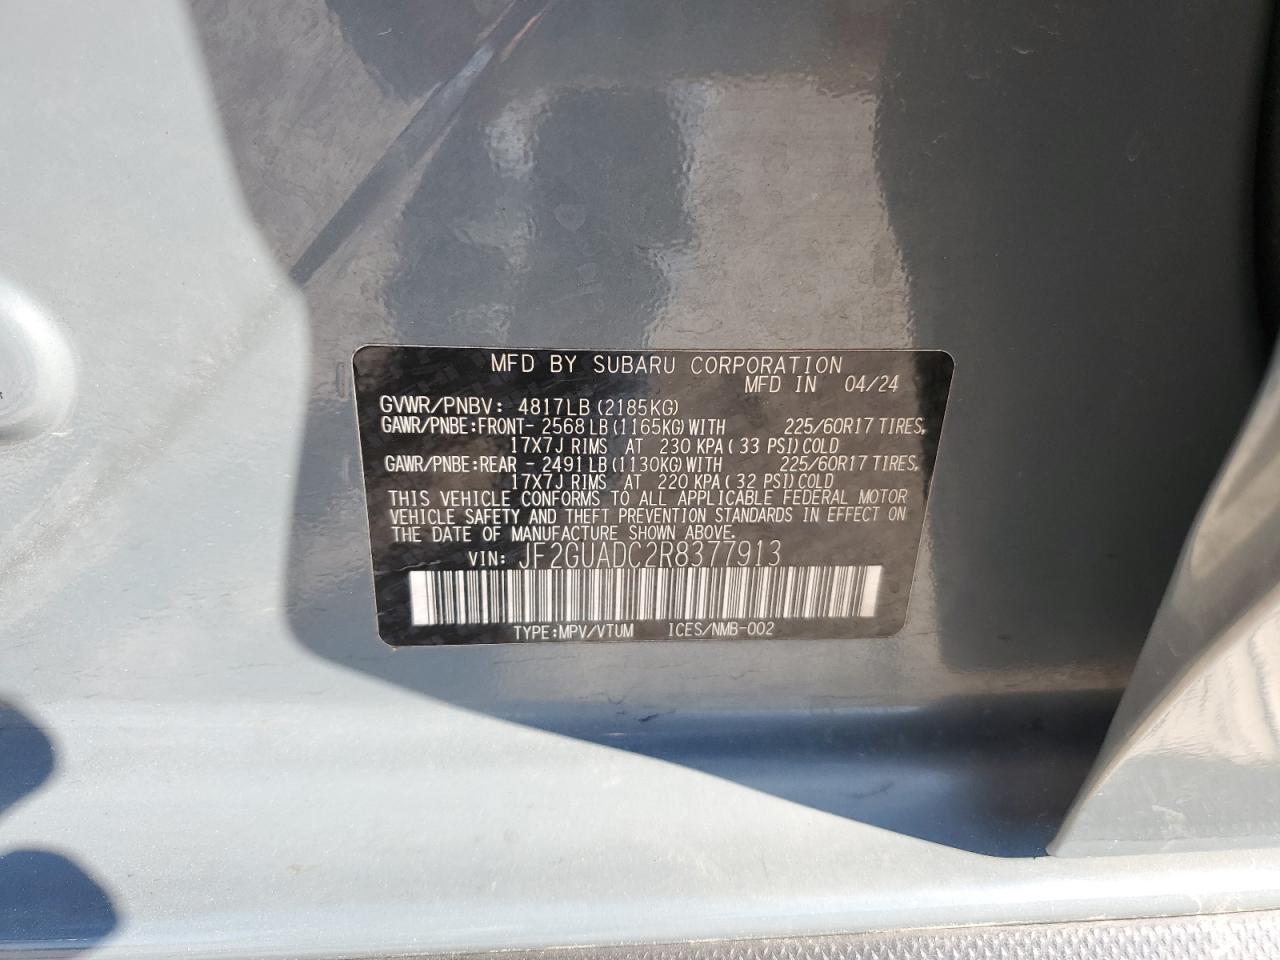 MFD BY SUBARU CORPORATION
MFD IN 04/24
GVWR/PNBV: 4817LB (2185KG)
GAWR/PNBE:FRONT- 2568 LB (1165KG) WITH 225/60R17 TIRES,
17X7J RIMS AT 230 KPA ( 33 PSI) COLD
GAWR/PNBE:REAR - 2491 LB (1130KG) WITH 225/60R17 TIRES,
17X7J RIMS AT 220 KPA ( 32 PSI) COLD
THIS VEHICLE CONFORMS TO ALL APPLICABLE FEDERAL MOTOR
VEHICLE SAFETY AND THEFT PREVENTION STANDARDS IN EFFECT ON
THE DATE OF MANUFACTURE SHOWN ABOVE.
VIN: JF2GUADC2R8377913
TYPE:MPV/VTUM ICES/NMB-002